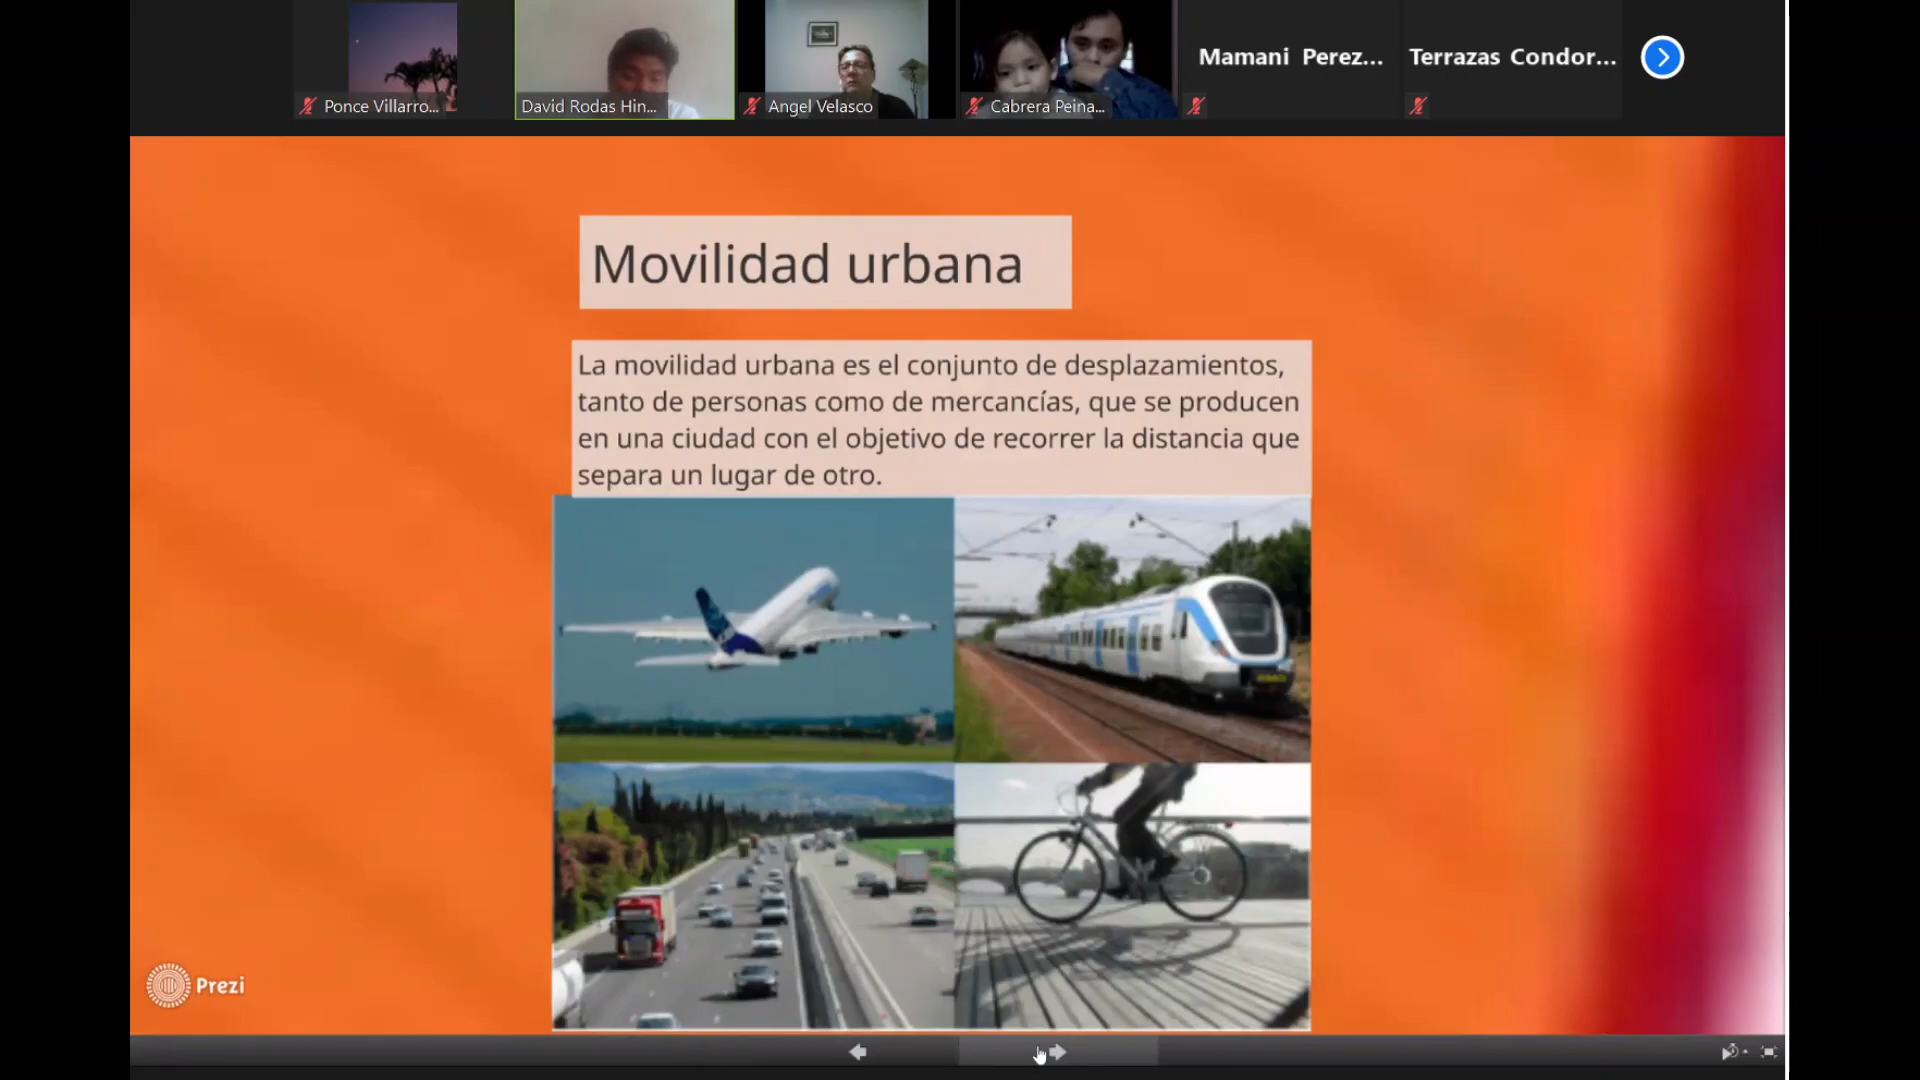 Ponce Villarro...
David Rodas Hin...
Angel Velasco
Cabrera Peina...
Mamani Perez...
Terrazas Condor...
Movilidad urbana
La movilidad urbana es el conjunto de desplazamientos,
tanto de personas como de mercancías, que se producen
en una ciudad con el objetivo de recorrer la distancia que
separa un lugar de otro.
Prezi